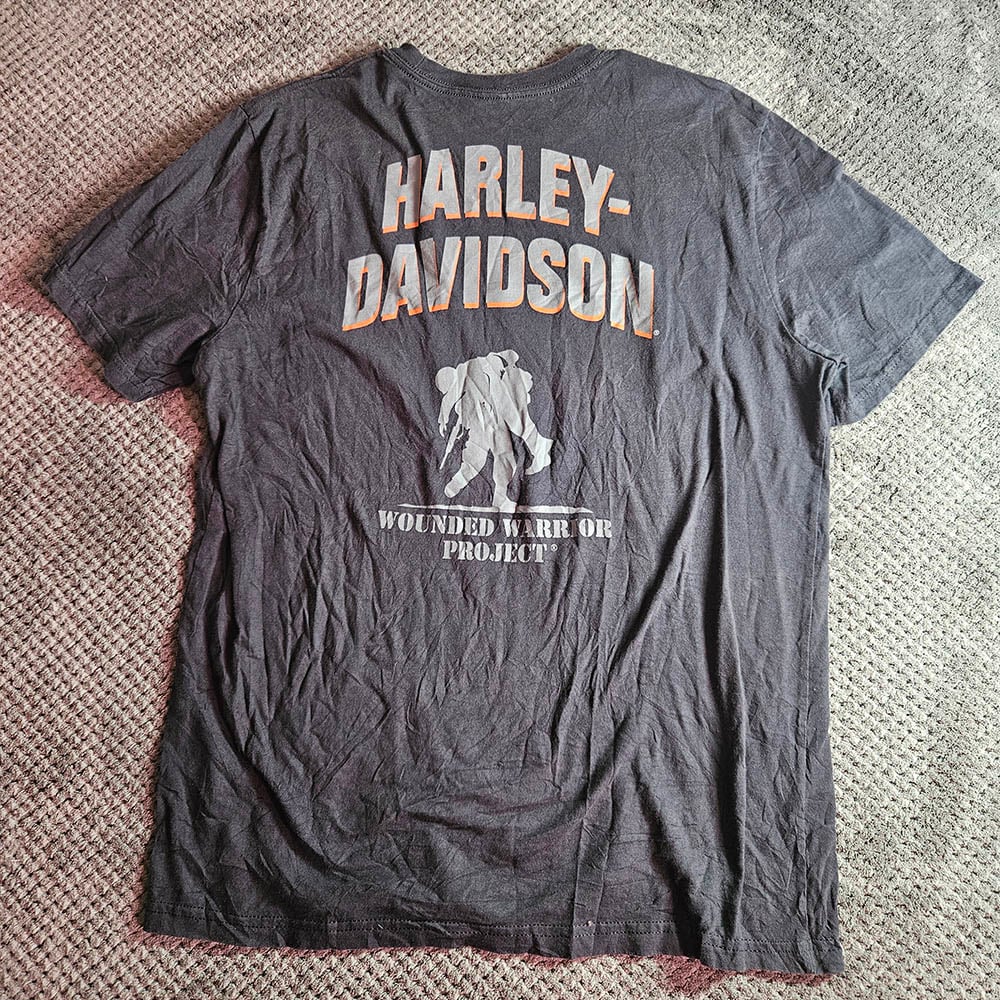 HARLEY-
DAVIDSON®
WOUNDED WARRIOR
PROJECT®